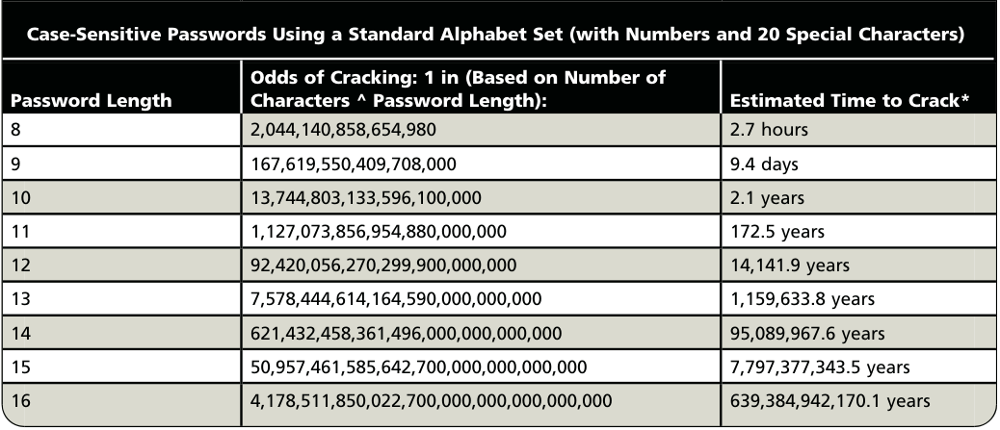 Case-Sensitive Passwords Using a Standard Alphabet Set (with Numbers and 20 Special Characters)
Password Length
Odds of Cracking: 1 in (Based on Number of
Characters ^ Password Length):
Estimated Time to Crack*
8 2,044,140,858,654,980 2.7 hours
9 167,619,550,409,708,000 9.4 days
10 13,744,803,133,596,100,000 2.1 years
11 1,127,073,856,954,880,000,000 172.5 years
12 92,420,056,270,299,900,000,000 14,141.9 years
13 7,578,444,614,164,590,000,000,000 1,159,633.8 years
14 621,432,458,361,496,000,000,000,000 95,089,967.6 years
15 50,957,461,585,642,700,000,000,000,000 7,797,377,343.5 years
16 4,178,511,850,022,700,000,000,000,000,000 639,384,942,170.1 years